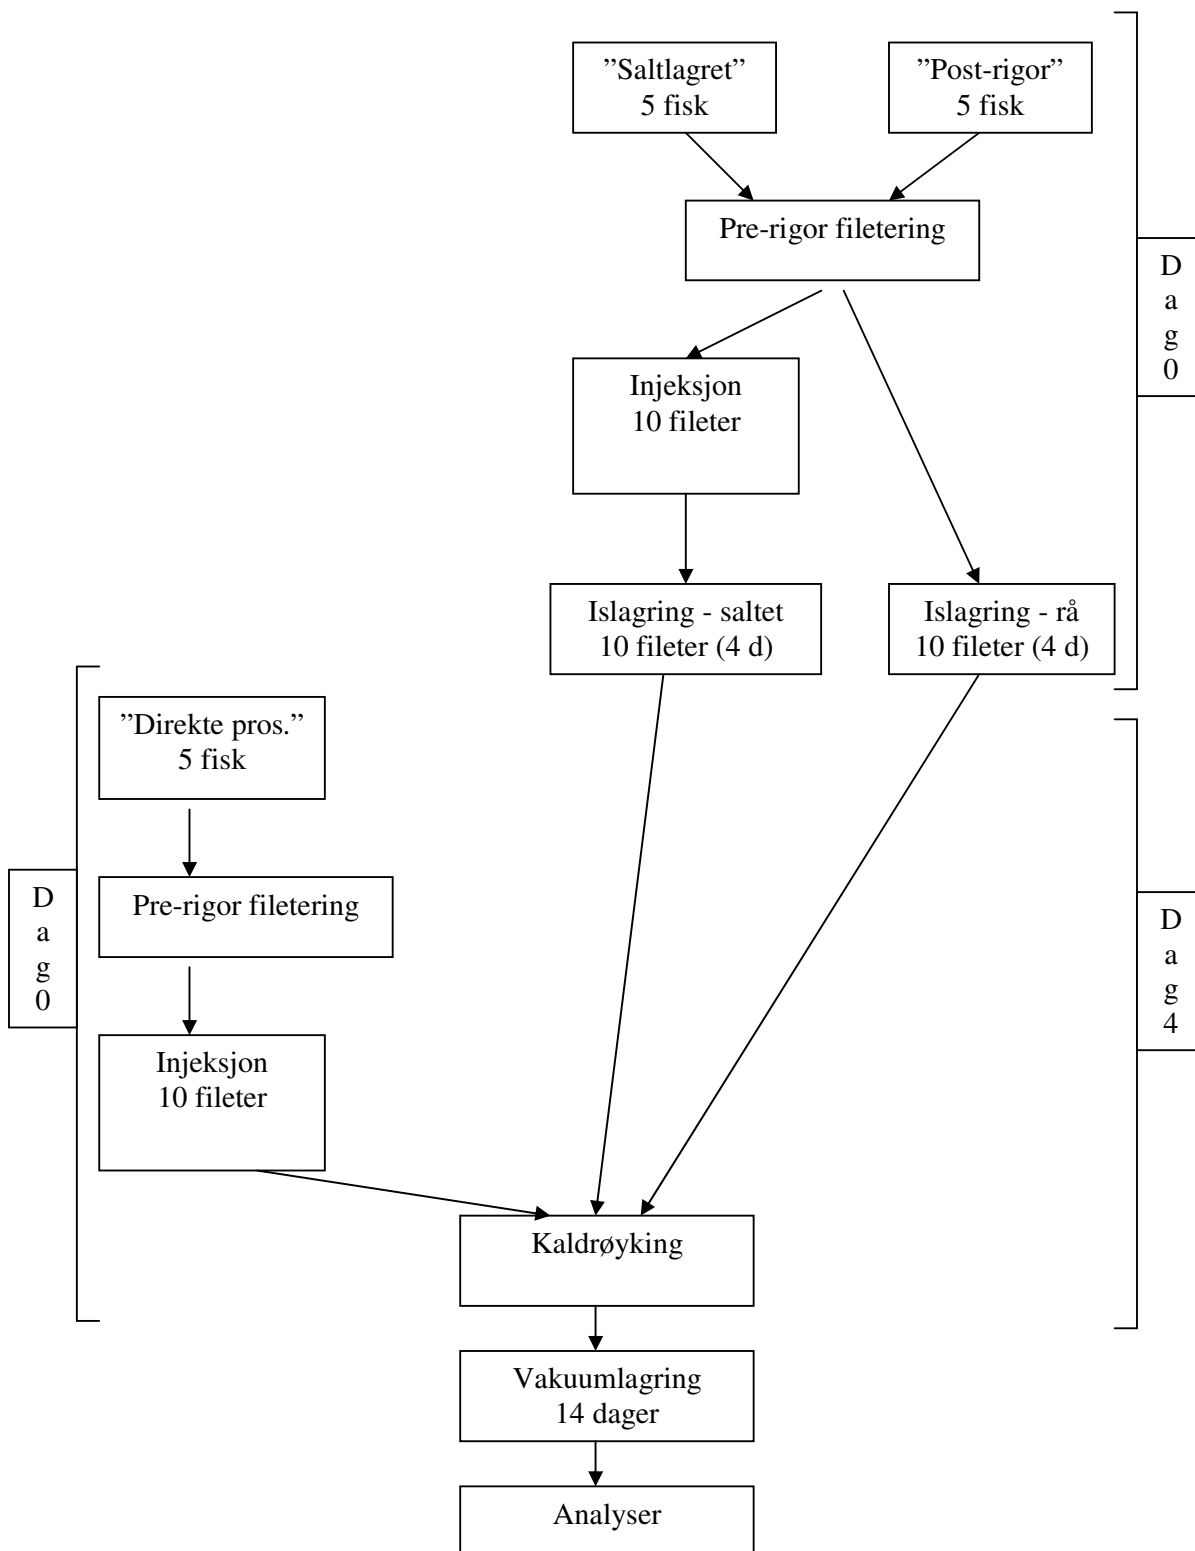 ”Saltlagret”
5 fisk
”Post-rigor”
5 fisk
Pre-rigor filetering
D
a
g
0
Injeksjon
10 fileter
Islagring - saltet
10 fileter (4 d)
Islagring - rå
10 fileter (4 d)
”Direkte pros.”
5 fisk
Pre-rigor filetering
D
a
g
0
D
a
g
4
Injeksjon
10 fileter
Kaldrøyking
Vakuumlagring
14 dager
Analyser